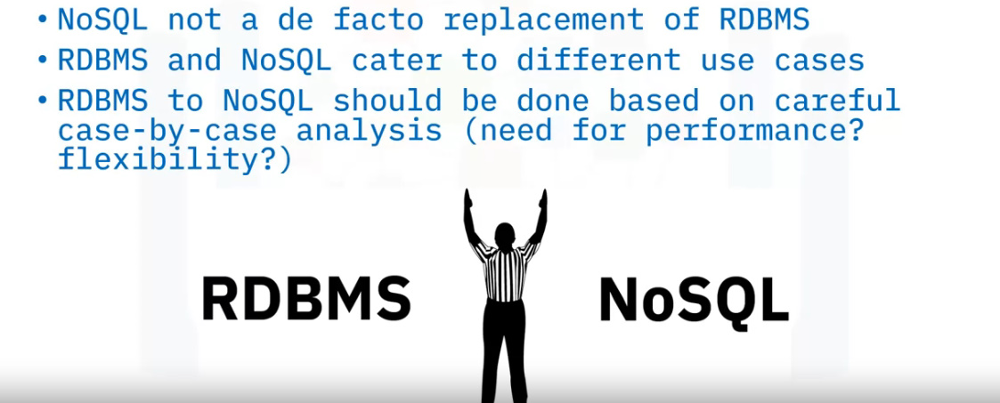 • NoSQL not a de facto replacement of RDBMS
• RDBMS and NoSQL cater to different use cases
• RDBMS to NoSQL should be done based on careful
case-by-case analysis (need for performance?
flexibility?)
RDBMS
NoSQL